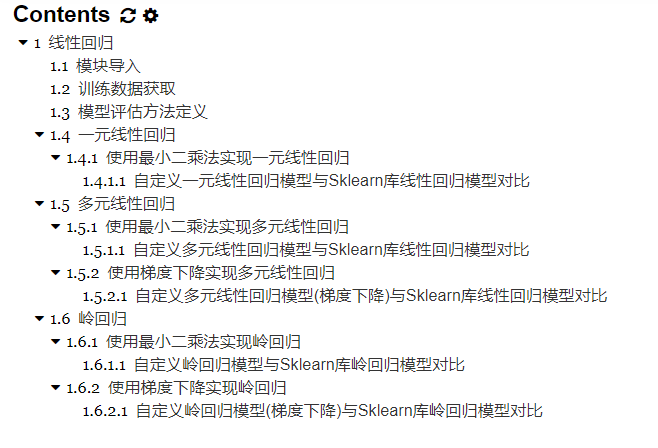 Contents
1 线性回归
1.1 模块导入
1.2 训练数据获取
1.3 模型评估方法定义
1.4 一元线性回归
1.4.1 使用最小二乘法实现一元线性回归
1.4.1.1 自定义一元线性回归模型与Sklearn库线性回归模型对比
1.5 多元线性回归
1.5.1 使用最小二乘法实现多元线性回归
1.5.1.1 自定义多元线性回归模型与Sklearn库线性回归模型对比
1.5.2 使用梯度下降实现多元线性回归
1.5.2.1 自定义多元线性回归模型(梯度下降)与Sklearn库线性回归模型对比
1.6 岭回归
1.6.1 使用最小二乘法实现岭回归
1.6.1.1 自定义岭回归模型与Sklearn库岭回归模型对比
1.6.2 使用梯度下降实现岭回归
1.6.2.1 自定义岭回归模型(梯度下降)与Sklearn库岭回归模型对比